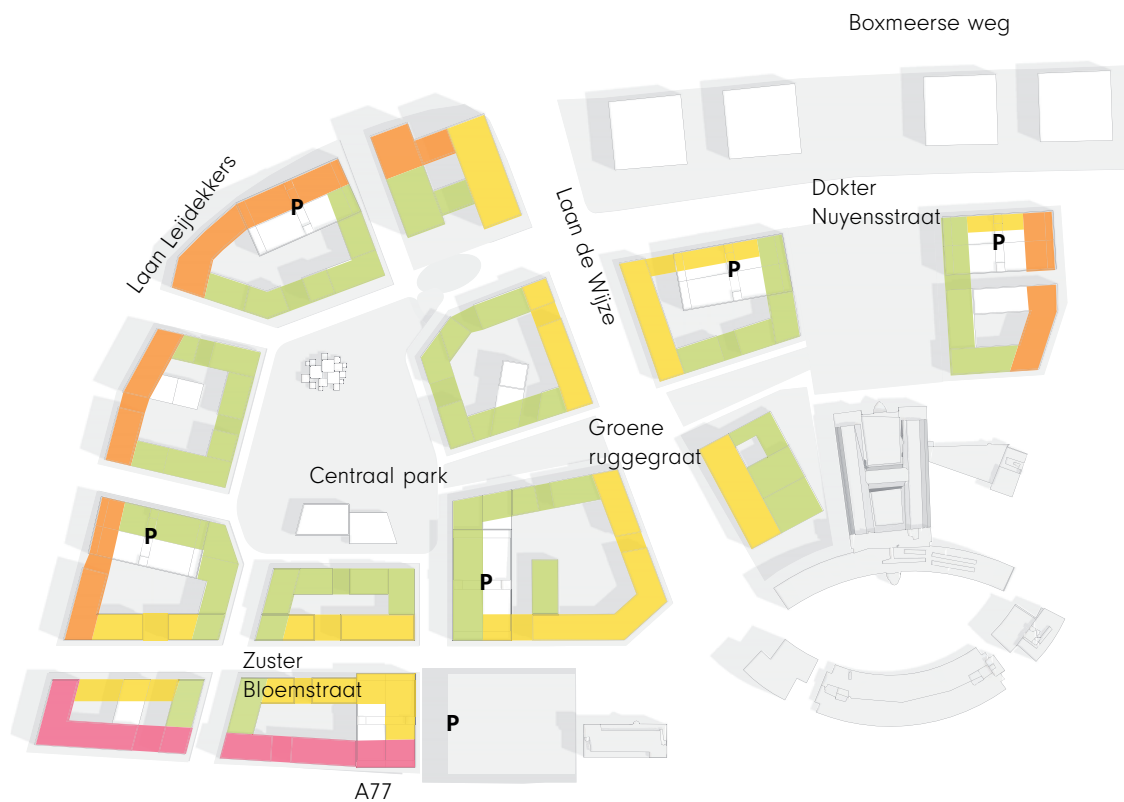 Boxmeerse weg
Laan Leijdekkers
P
Laan de Wijze
Dokter
Nuyensstraat
P
P
Groene
ruggegraat
Centraal park
P
P
Zuster
Bloemstraat
P
A77